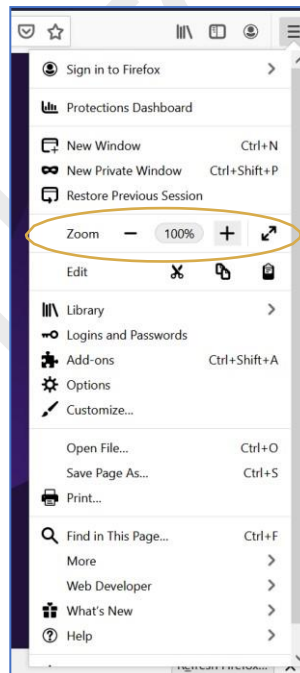 Sign in to Firefox
Protections Dashboard
New Window Ctrl+N
New Private Window Ctrl+Shift+P
Restore Previous Session
Zoom 100%
Edit
Library
Logins and Passwords
Add-ons Ctrl+Shift+A
Options
Customize...
Open File... Ctrl+O
Save Page As... Ctrl+S
Print...
Find in This Page... Ctrl+F
More
Web Developer
What's New
Help